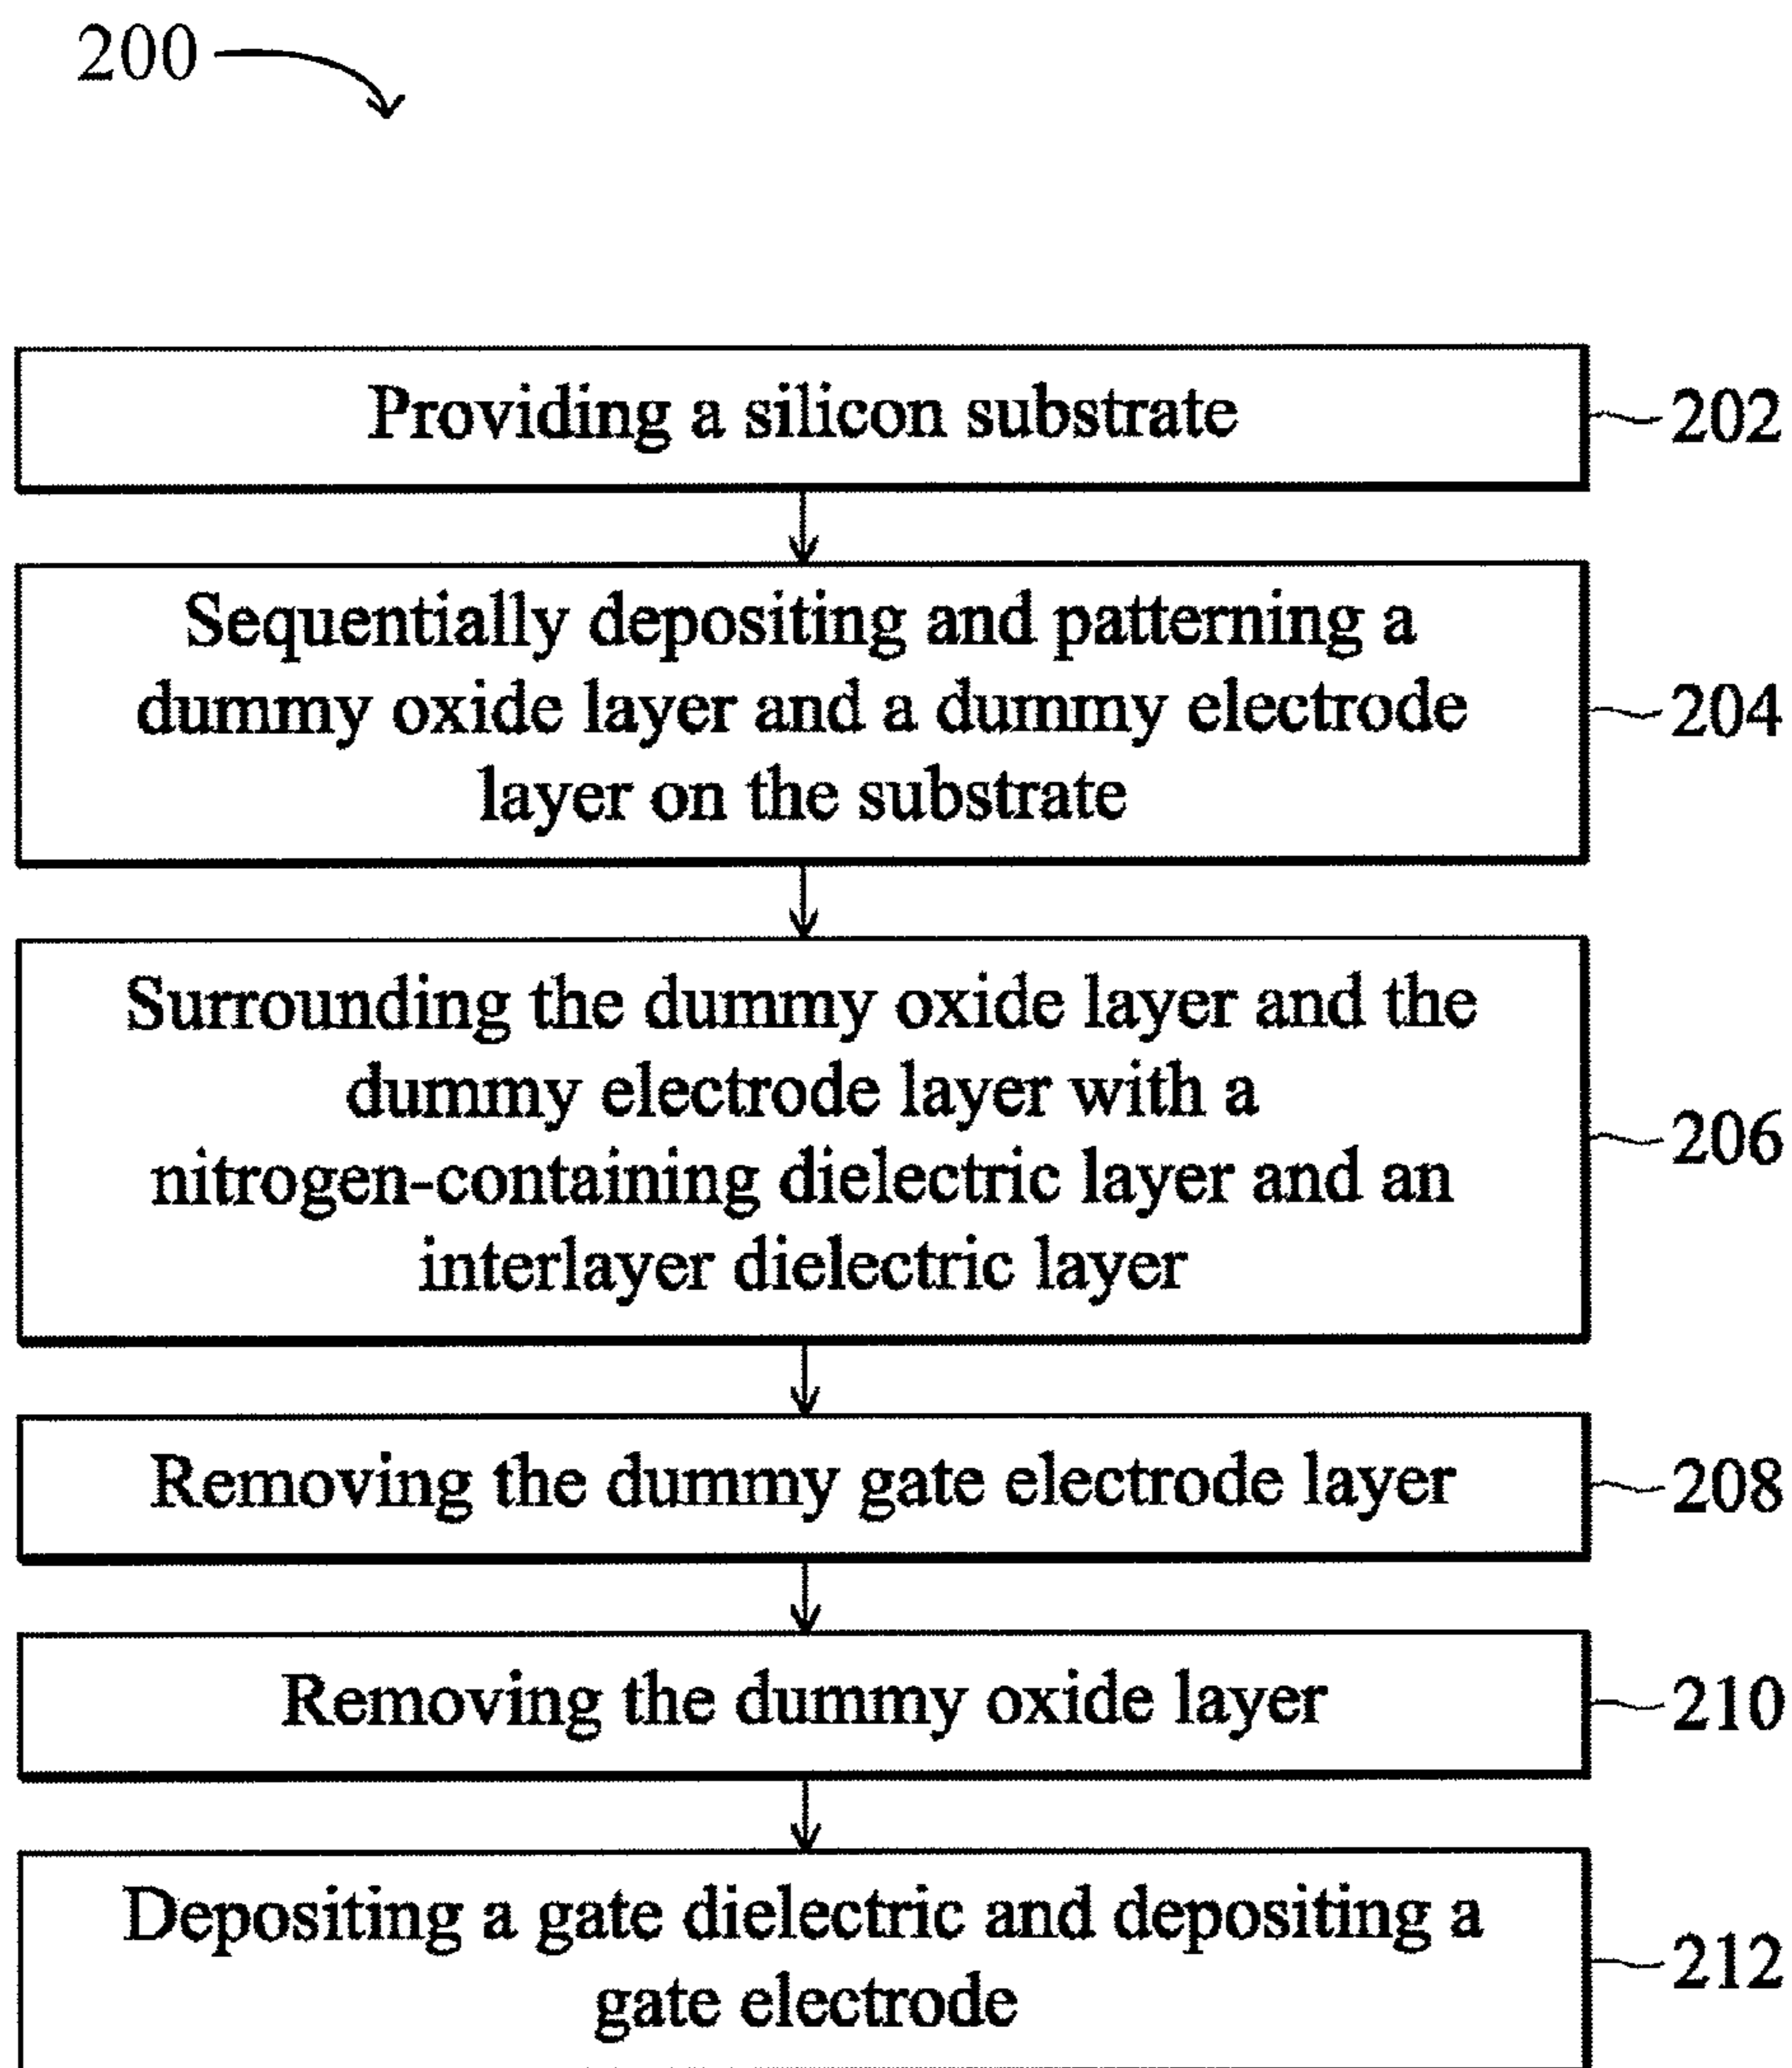 200
Providing a silicon substrate
202
Sequentially depositing and patterning a
dummy oxide layer and a dummy electrode
layer on the substrate
204
Surrounding the dummy oxide layer and the
dummy electrode layer with a
nitrogen-containing dielectric layer and an
interlayer dielectric layer
206
Removing the dummy gate electrode layer
208
Removing the dummy oxide layer
210
Depositing a gate dielectric and depositing a
gate electrode
212